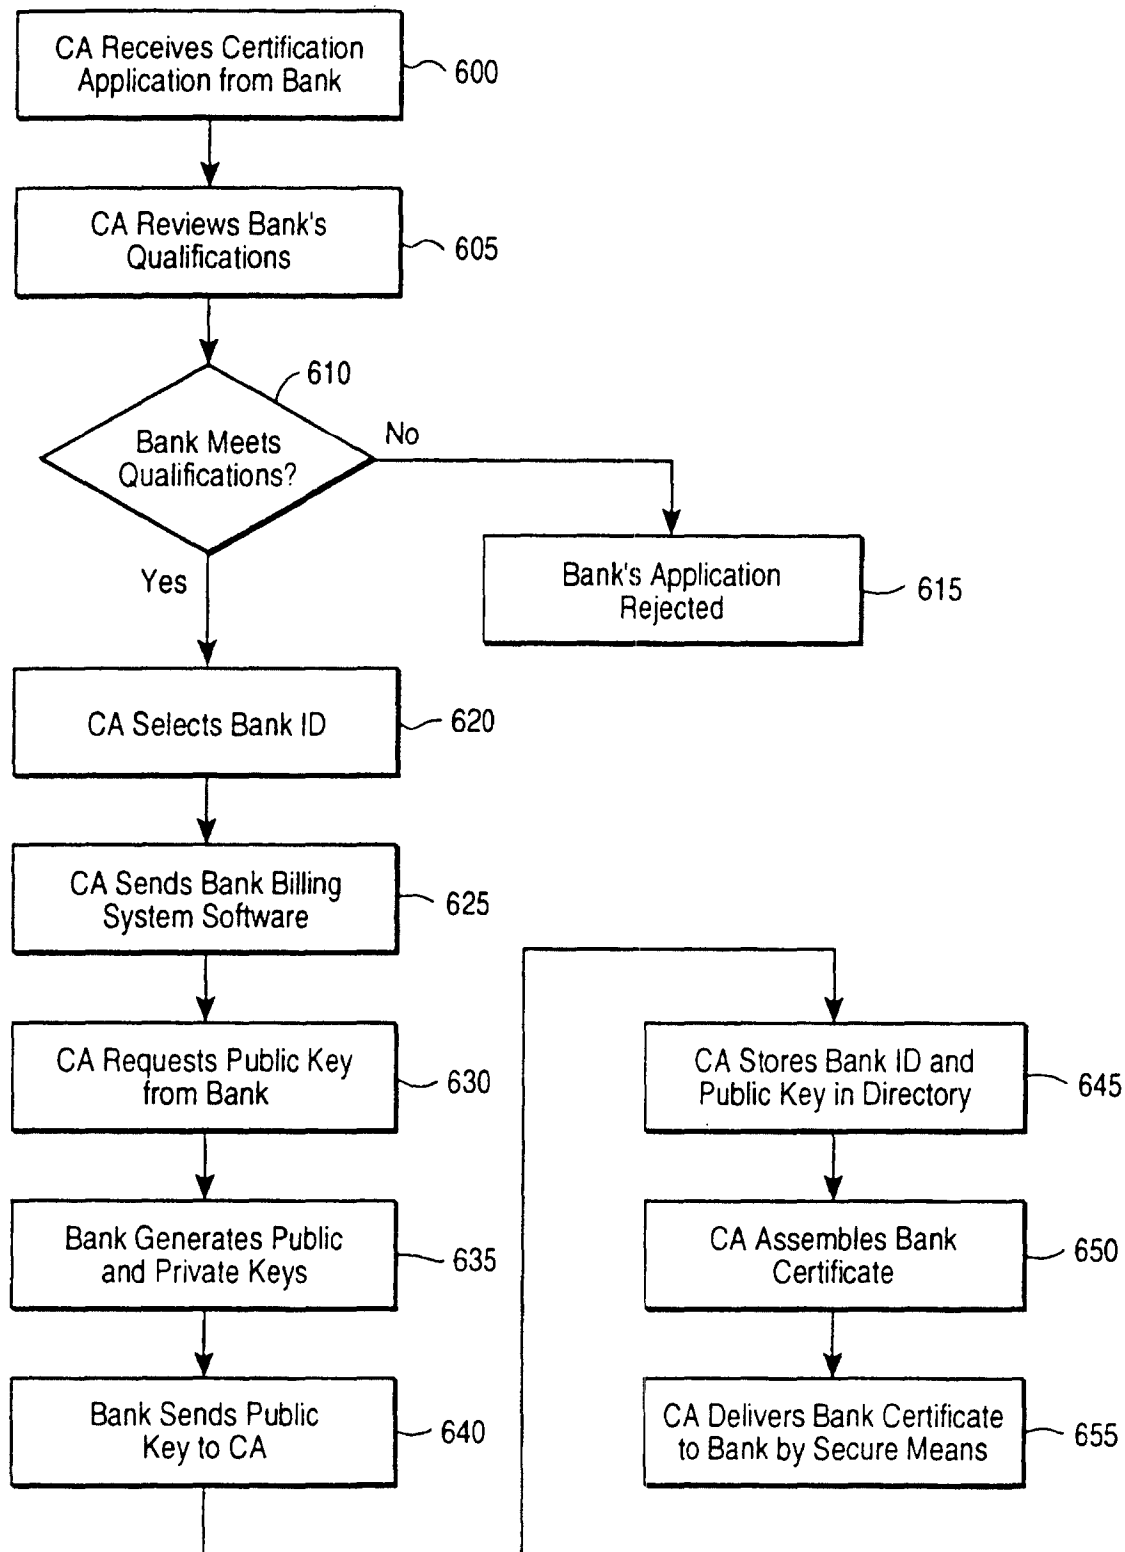 CA Receives Certification
Application from Bank
600
CA Reviews Bank's
Qualifications
605
610
Bank Meets
Qualifications?
No
Yes
Bank's Application
Rejected
615
CA Selects Bank ID
620
CA Sends Bank Billing
System Software
625
CA Requests Public Key
from Bank
630
Bank Generates Public
and Private Keys
635
Bank Sends Public
Key to CA
640
CA Stores Bank ID and
Public Key in Directory
645
CA Assembles Bank
Certificate
650
CA Delivers Bank Certificate
to Bank by Secure Means
655